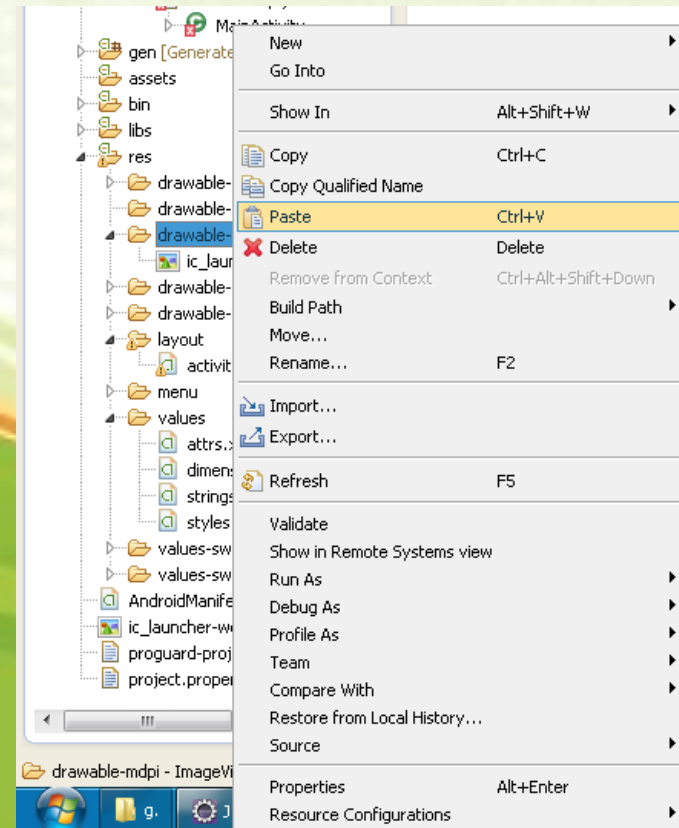 MainActivity
gen [Generate
assets
bin
libs
res
drawable-
drawable-
drawable-
ic_laun
drawable-
drawable-
layout
activit
menu
values
attrs.x
dimens
strings
styles
values-sw
values-sw
AndroidManife
ic_launcher-we
proguard-proj
project.proper
New
Go Into
Show In Alt+Shift+W
Copy Ctrl+C
Copy Qualified Name
Paste Ctrl+V
Delete Delete
Remove from Context Ctrl+Alt+Shift+Down
Build Path
Move...
Rename... F2
Import...
Export...
Refresh F5
Validate
Show in Remote Systems view
Run As
Debug As
Profile As
Team
Compare With
Restore from Local History...
Source
Properties Alt+Enter
Resource Configurations
drawable-mdpi - ImageVi
g.
J